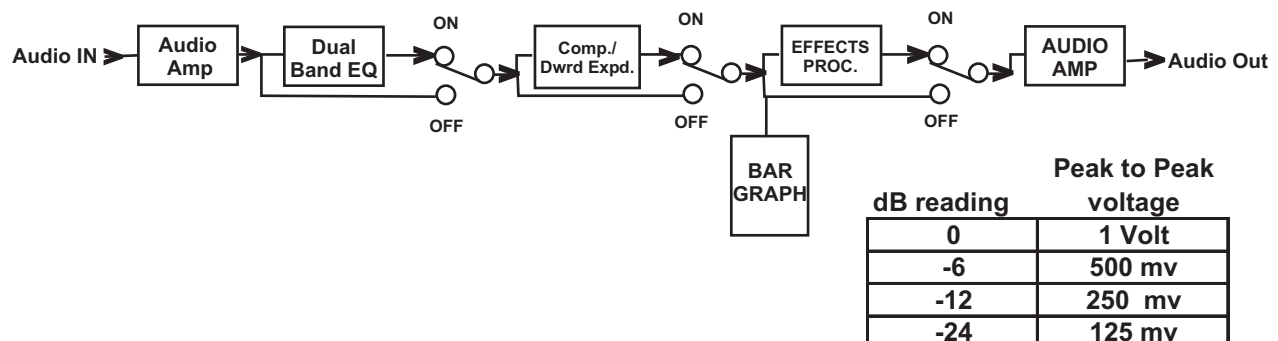 ON
ON
ON
Audio IN
Audio
Amp
Dual
Band EQ
Comp./
Dwrd Expd.
EFFECTS
PROC.
AUDIO
AMP
Audio Out
OFF
OFF
OFF
BAR
GRAPH
dB reading
Peak to Peak
voltage
0
1 Volt
-6
500 mv
-12
250 mv
-24
125 mv